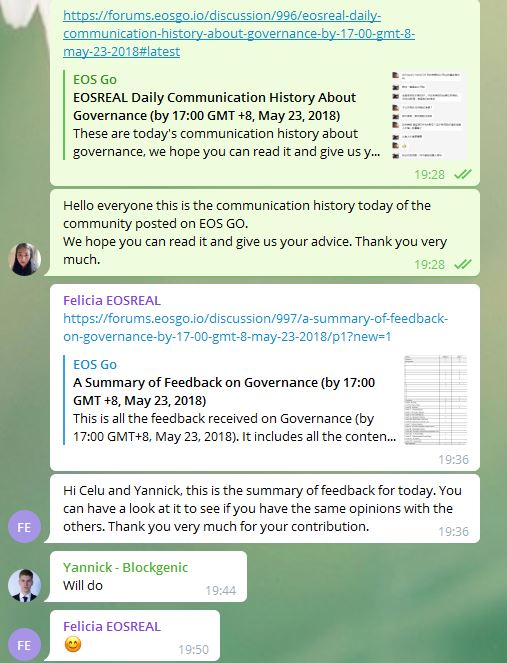 https://forums.eosgo.io/discussion/996/eosreal-daily-
communication-history-about-governance-by-17-00-gmt-8-
may-23-2018#latest
EOS Go
EOSREAL Daily Communication History About
Governance (by 17:00 GMT +8, May 23, 2018)
These are today's communication history about
governance, we hope you can read it and give us y...
19:28
Hello everyone this is the communication history today of the
community posted on EOS GO.
We hope you can read it and give us your advice. Thank you very
much.
19:28
Felicia EOSREAL
https://forums.eosgo.io/discussion/997/a-summary-of-feedback-
on-governance-by-17-00-gmt-8-may-23-2018/p1?new=1
EOS Go
A Summary of Feedback on Governance (by 17:00
GMT +8, May 23, 2018)
This is all the feedback received on Governance (by
17:00 GMT+8, May 23, 2018). It includes all the conten...
19:36
Hi Celu and Yannick, this is the summary of feedback for today. You
can have a look at it to see if you have the same opinions with the
others. Thank you very much for your contribution.
FE
19:36
Yannick - Blockgenic
Will do
19:44
Felicia EOSREAL
😊
FE
19:50